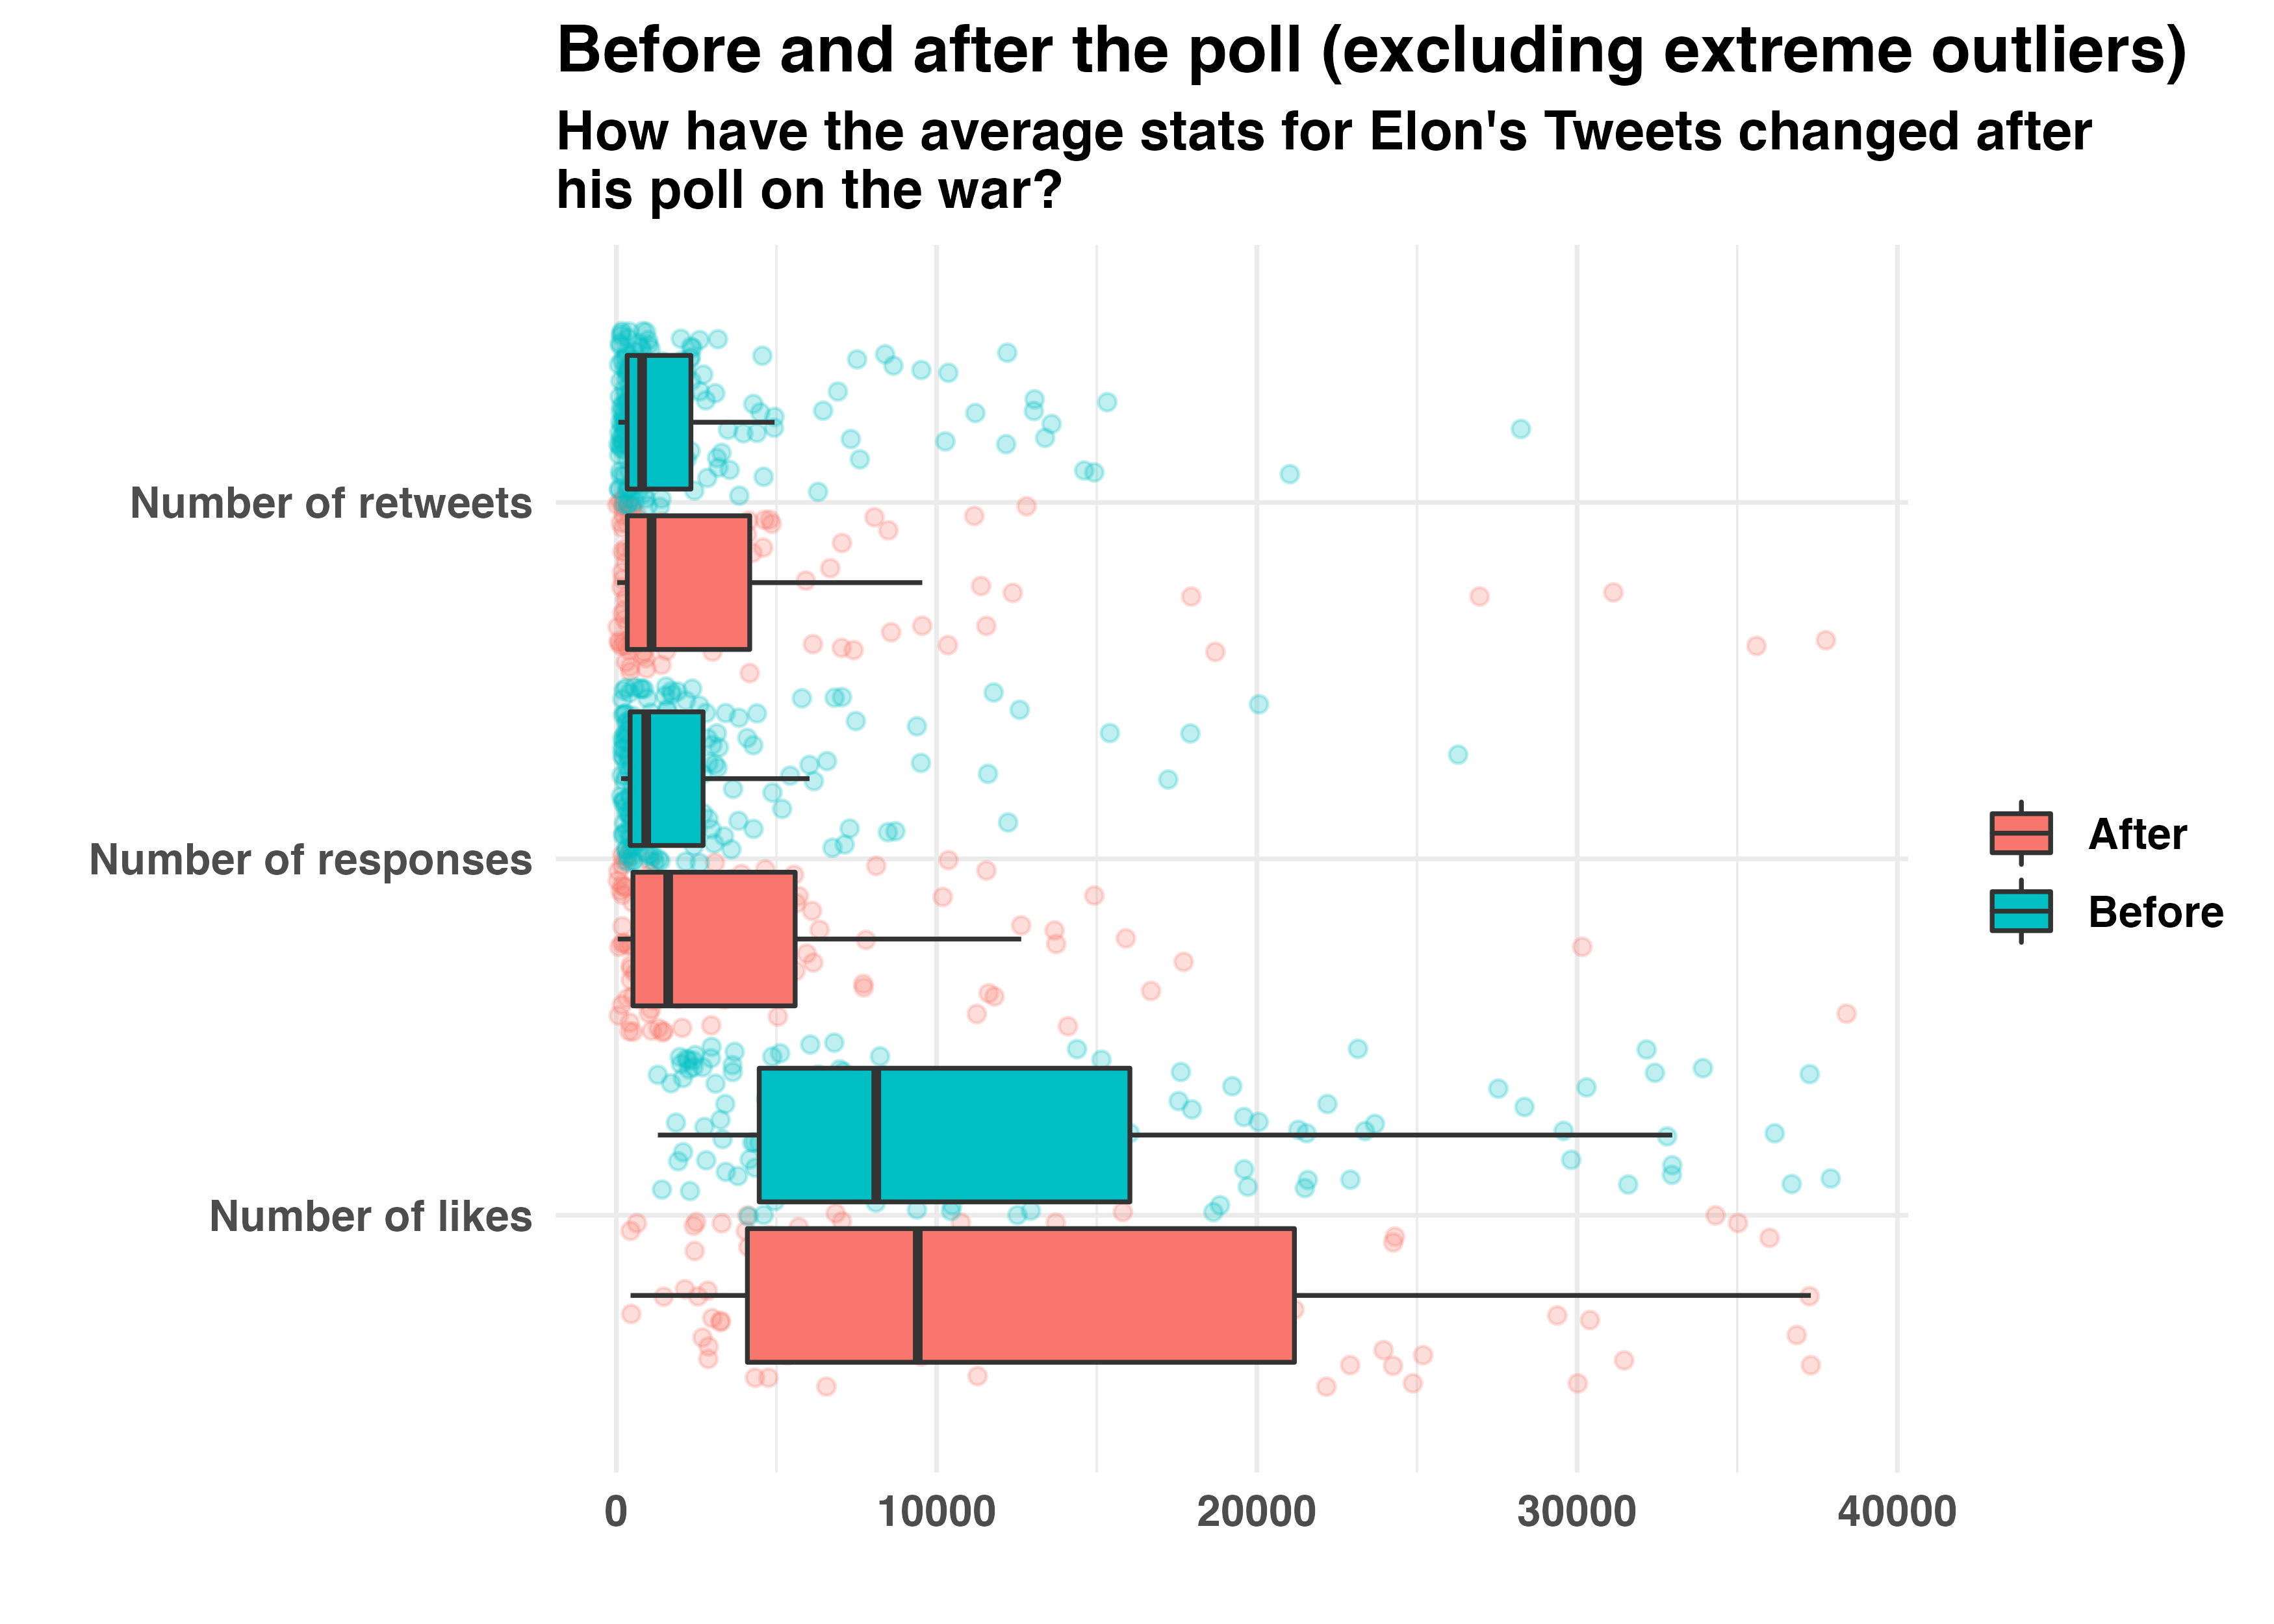 Before and after the poll (excluding extreme outliers)
How have the average stats for Elon's Tweets changed after
his poll on the war?
Number of retweets
Number of responses
Number of likes
After
Before
0 10000 20000 30000 40000